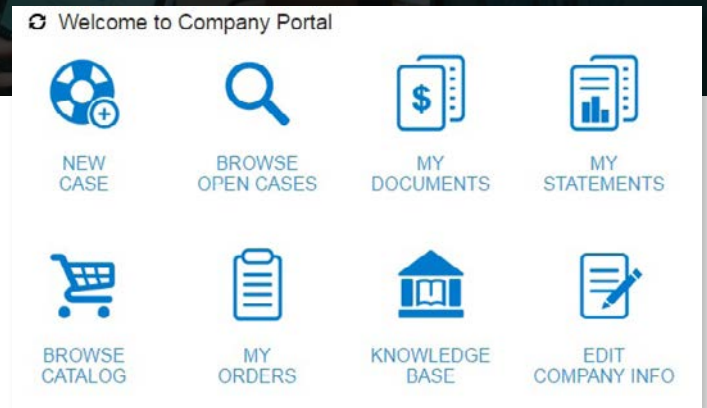 Welcome to Company Portal
NEW
CASE
BROWSE
OPEN CASES
$
MY
DOCUMENTS
MY
STATEMENTS
BROWSE
CATALOG
MY
ORDERS
KNOWLEDGE
BASE
EDIT
COMPANY INFO